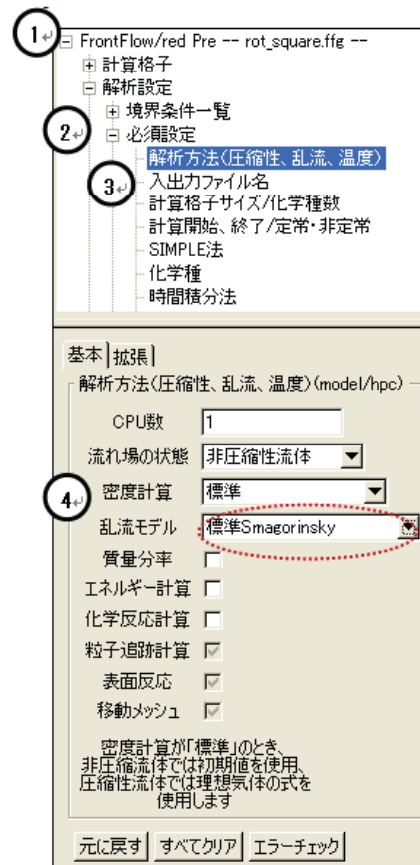 1
FrontFlow/red Pre -- rot_square.ffg --
計算格子
解析設定
境界条件一覧
2
必須設定
解析方法(圧縮性、乱流、温度)
3
入出力ファイル名
計算格子サイズ/化学種数
計算開始、終了/定常・非定常
SIMPLE法
化学種
時間積分法
基本 拡張
解析方法(圧縮性、乱流、温度)(model/hpc)
CPU数 1
流れ場の状態 非圧縮性流体
4
密度計算 標準
乱流モデル 標準Smagorinsky
質量分率
エネルギー計算
化学反応計算
粒子追跡計算
表面反応
移動メッシュ
密度計算が「標準」のとき、
非圧縮流体では初期値を使用、
圧縮性流体では理想気体の式を
使用します
元に戻す すべてクリア エラーチェック